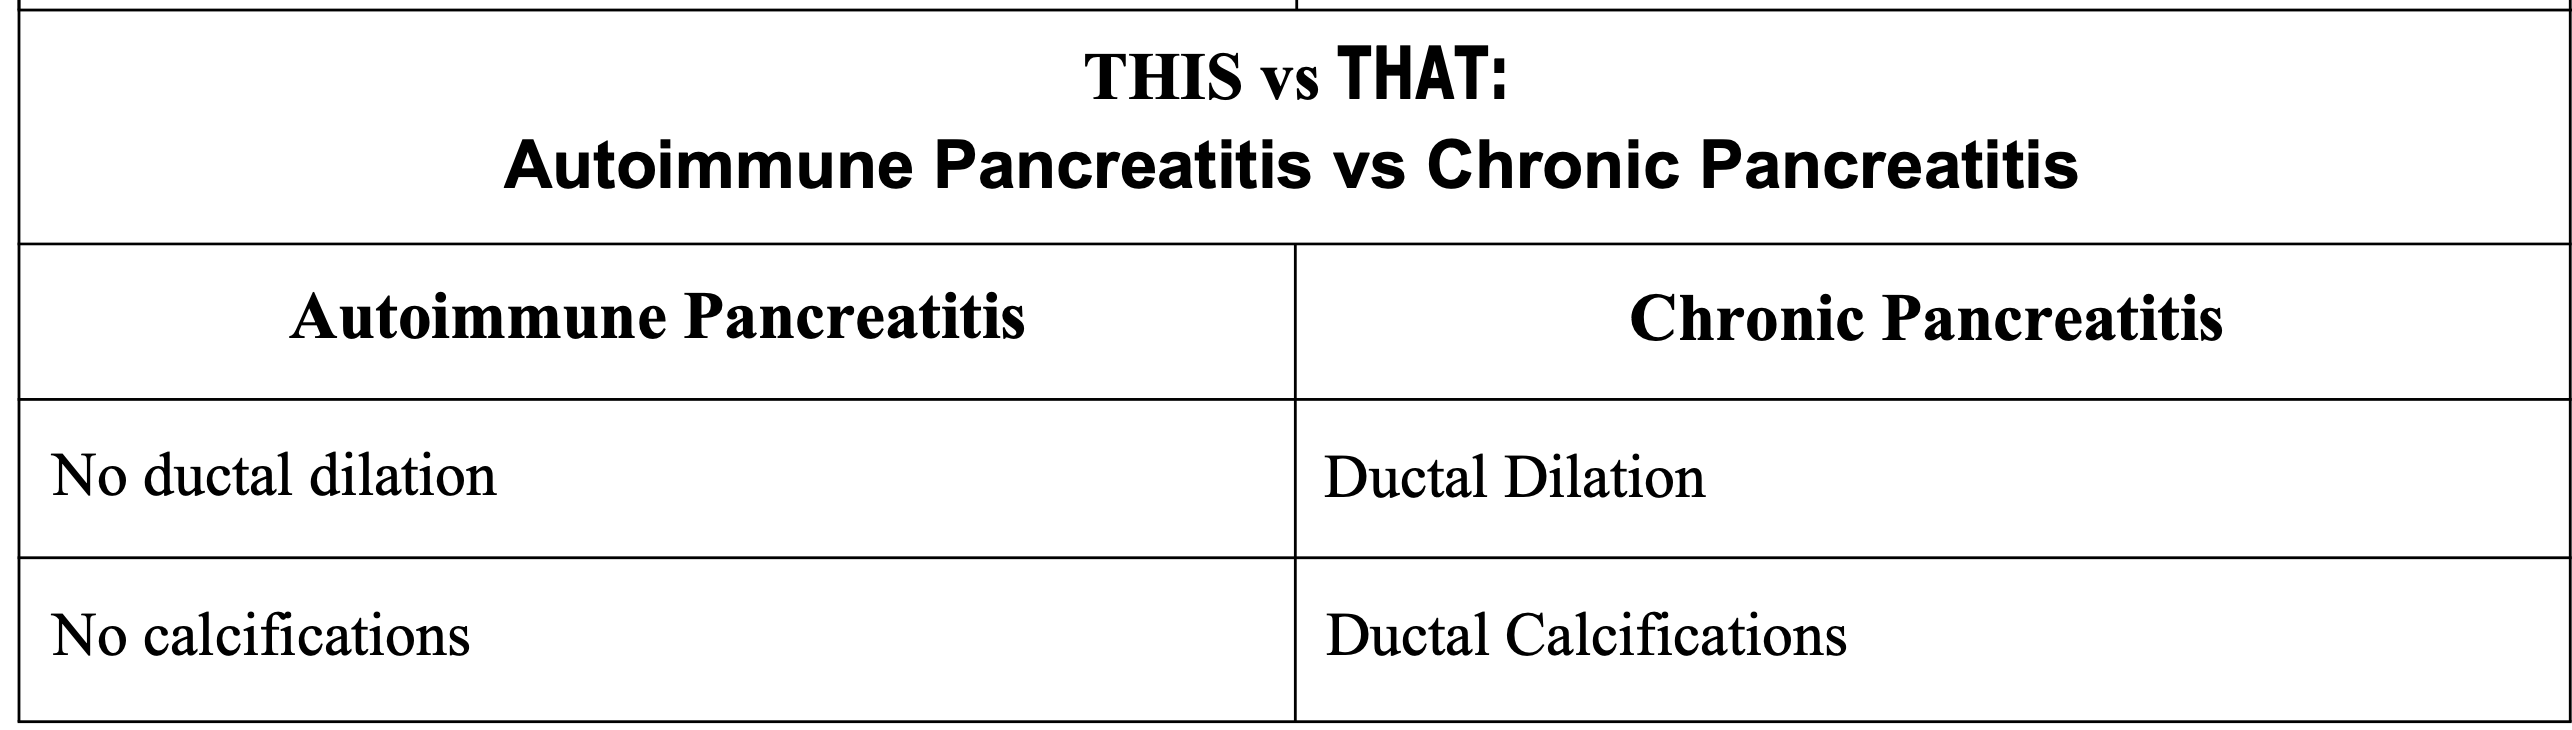 THIS vs THAT:
Autoimmune Pancreatitis vs Chronic Pancreatitis
Autoimmune Pancreatitis
Chronic Pancreatitis
No ductal dilation
Ductal Dilation
No calcifications
Ductal Calcifications